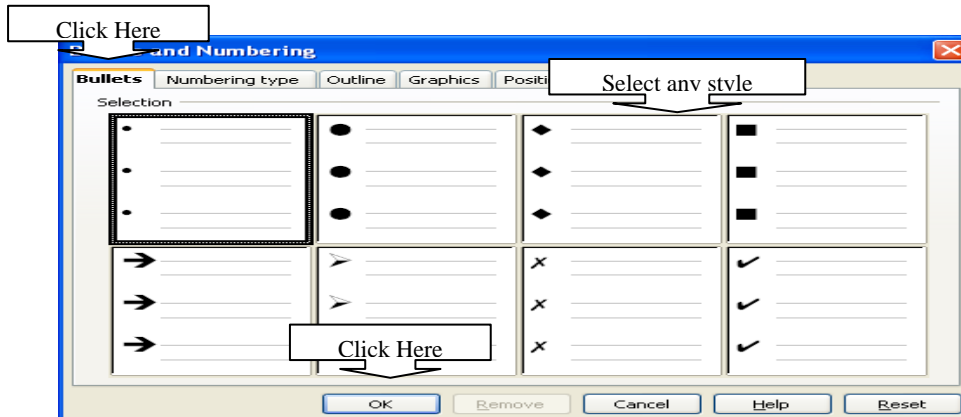 Click Here
and Numbering
Bullets Numbering type Outline Graphics Positi
Select any style
Selection
Click Here
OK Remove Cancel Help Reset